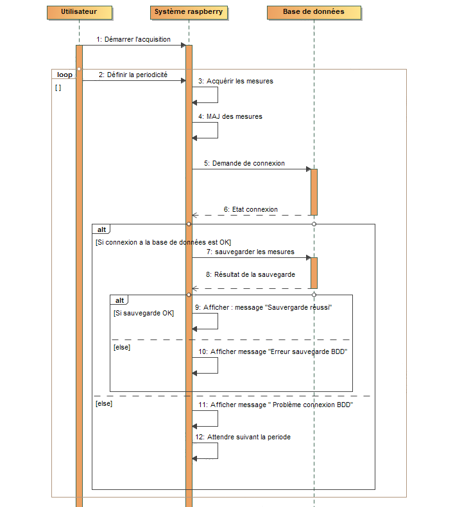 Utilisateur
Système raspberry
Base de données
1: Démarrer l'acquisition
loop
2: Définir la periodicité
[ ]
3: Acquérir les mesures
4: MAJ des mesures
5: Demande de connexion
6: Etat connexion
alt
[Si connexion a la base de données est OK]
7: sauvegarder les mesures
8: Résultat de la sauvegarde
alt
9: Afficher : message "Sauvergarde réussi"
[Si sauvegarde OK]
[else]
10: Afficher message "Erreur sauvegarde BDD"
[else]
11: Afficher message " Problème connexion BDD"
12: Attendre suivant la periode